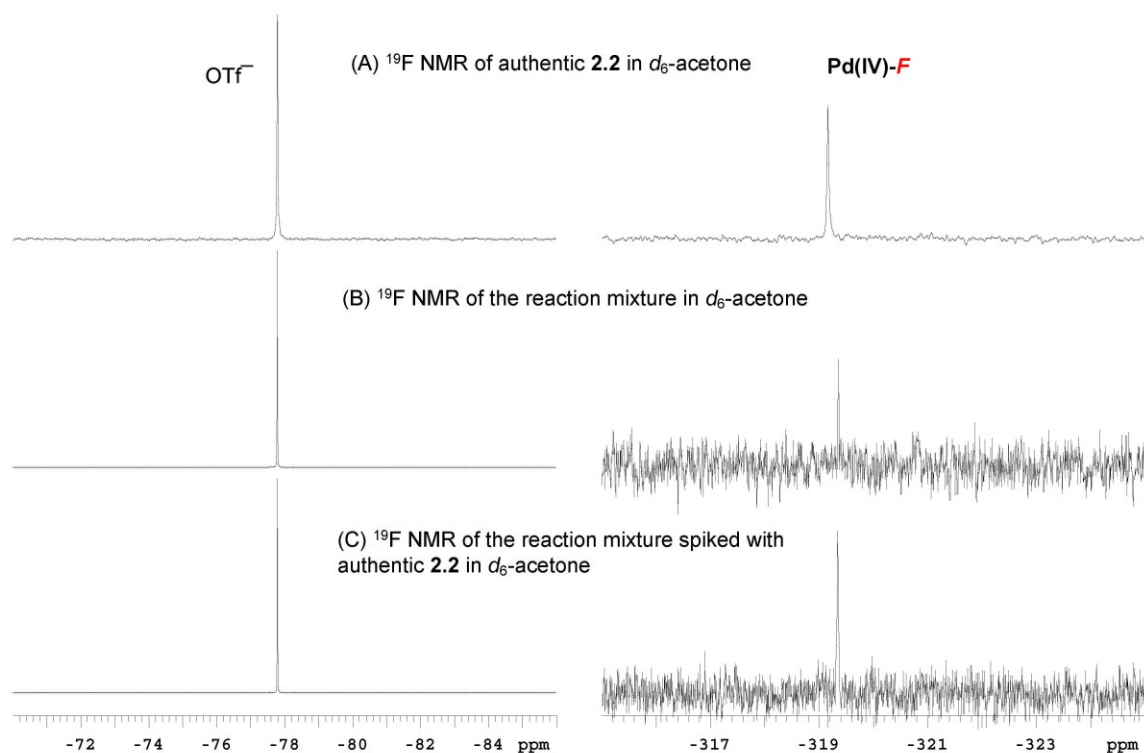 OTf⁻
(A) ¹⁹F NMR of authentic 2.2 in d₆-acetone
Pd(IV)-F
(B) ¹⁹F NMR of the reaction mixture in d₆-acetone
(C) ¹⁹F NMR of the reaction mixture spiked with
authentic 2.2 in d₆-acetone
-72 -74 -76 -78 -80 -82 -84 ppm
-317 -319 -321 -323 ppm